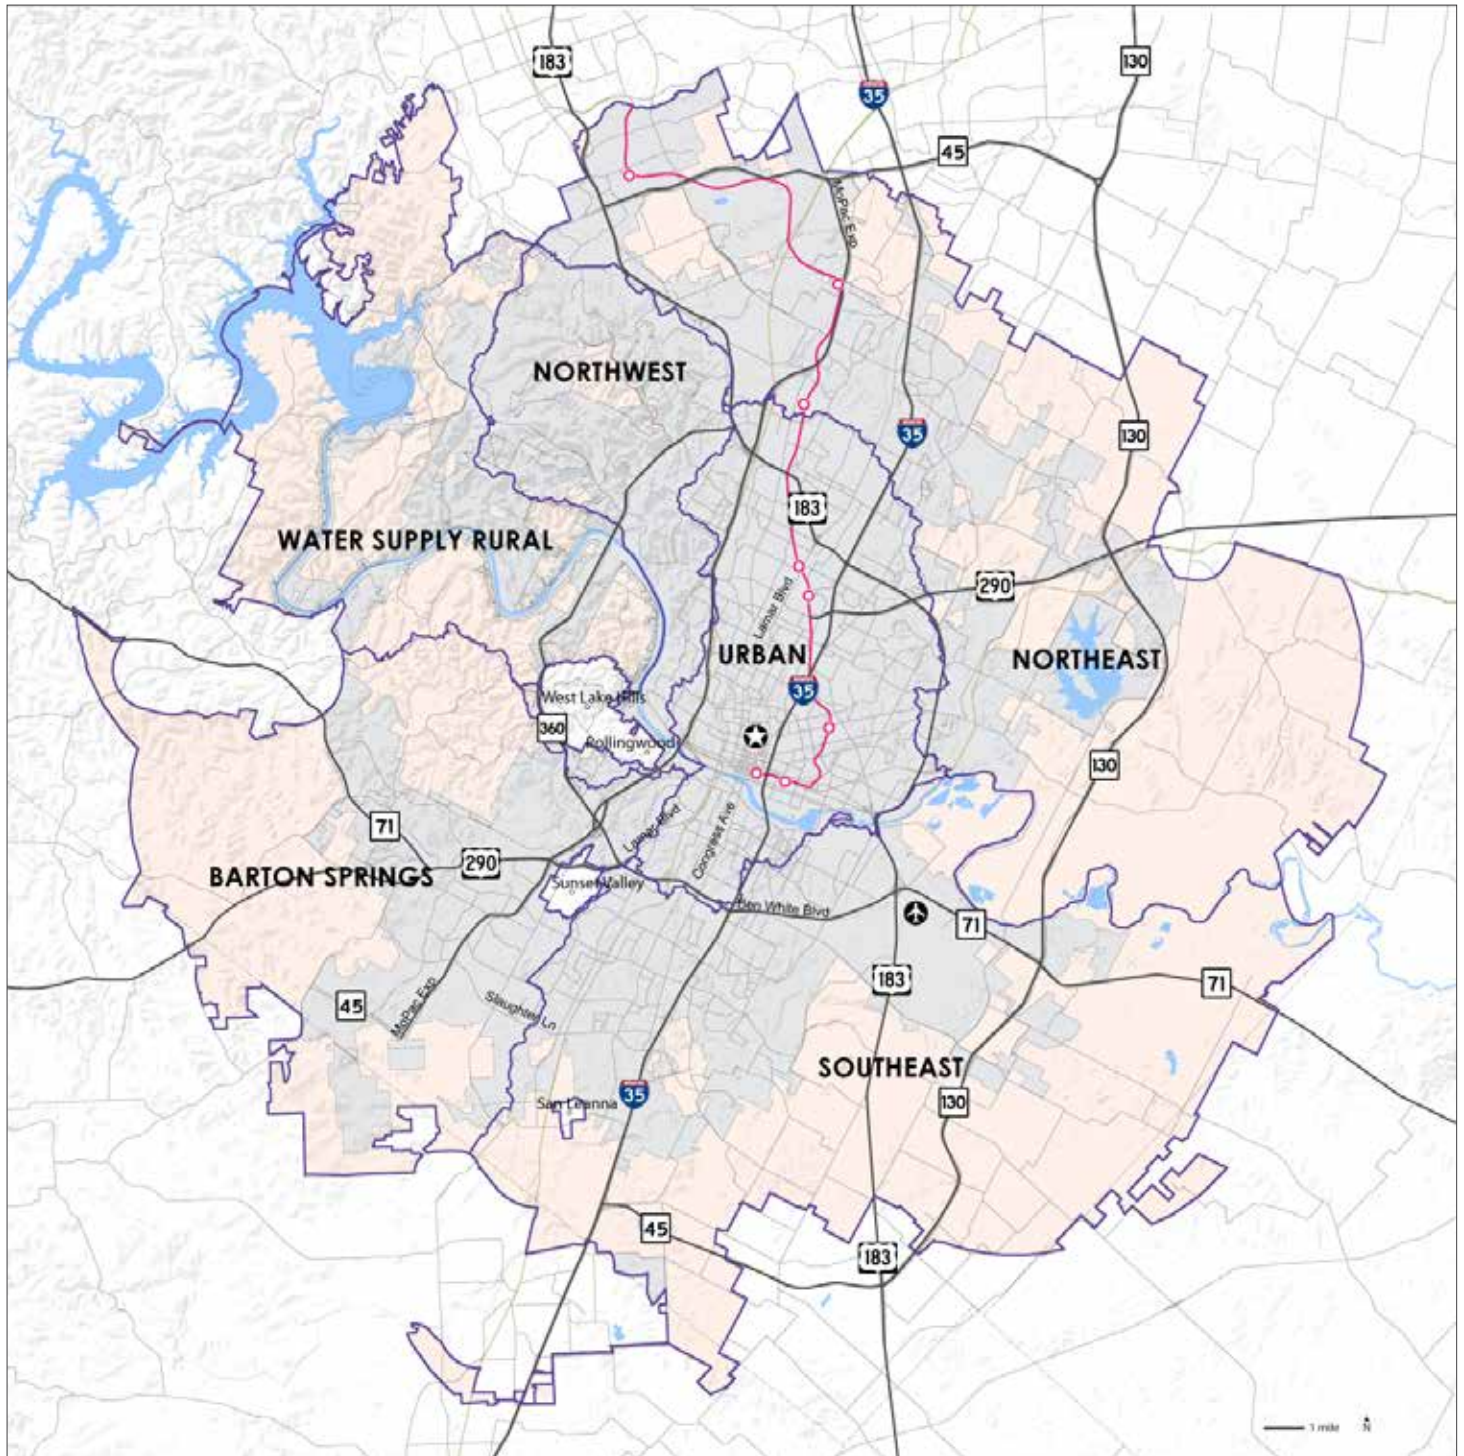 183
35
130
45
MoPac Exp
NORTHWEST
35
130
183
WATER SUPPLY RURAL
290
Lamar Blvd
URBAN
NORTHEAST
35
West Lake Hills
360
Rollingwood
130
71
Lamar Blvd
Congress Ave
290
BARTON SPRINGS
Sunset Valley
Ben White Blvd
71
183
71
45
MoPac Exp
Slaughter Ln
SOUTHEAST
35
San Leanna
130
45
183
1 mile
N